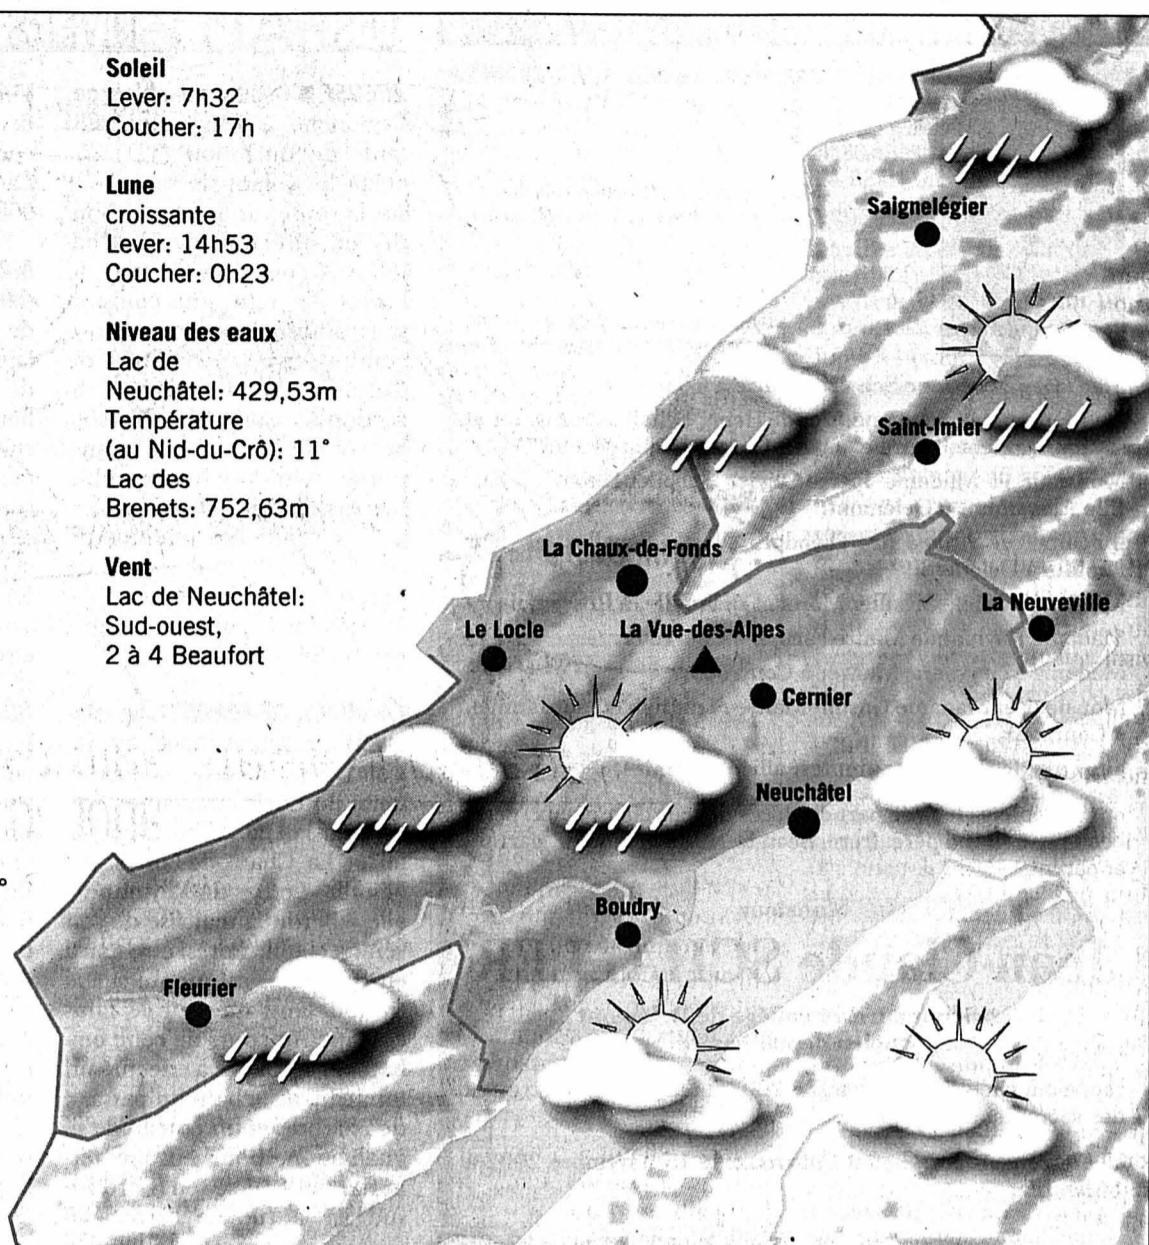 Soleil
Lever: 7h32
Coucher: 17h
Lune
croissante
Lever: 14h53
Coucher: 0h23
Niveau des eaux
Lac de
Neuchâtel: 429,53m
Température
(au Nid-du-Crô): 11°
Lac des
Brenets: 752,63m
Vent
Lac de Neuchâtel:
Sud-ouest,
2 à 4 Beaufort
Saignelégier
Saint-Imier
La Chaux-de-Fonds
La Neuveville
Le Locle
La Vue-des-Alpes
Cernier
Neuchâtel
Boudry
Fleurier